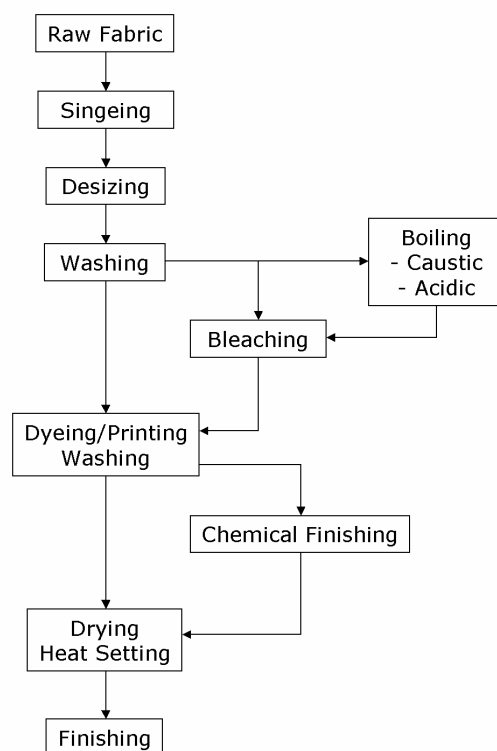 Raw Fabric
Singeing
Desizing
Washing
Boiling
- Caustic
- Acidic
Bleaching
Dyeing/Printing
Washing
Chemical Finishing
Drying
Heat Setting
Finishing